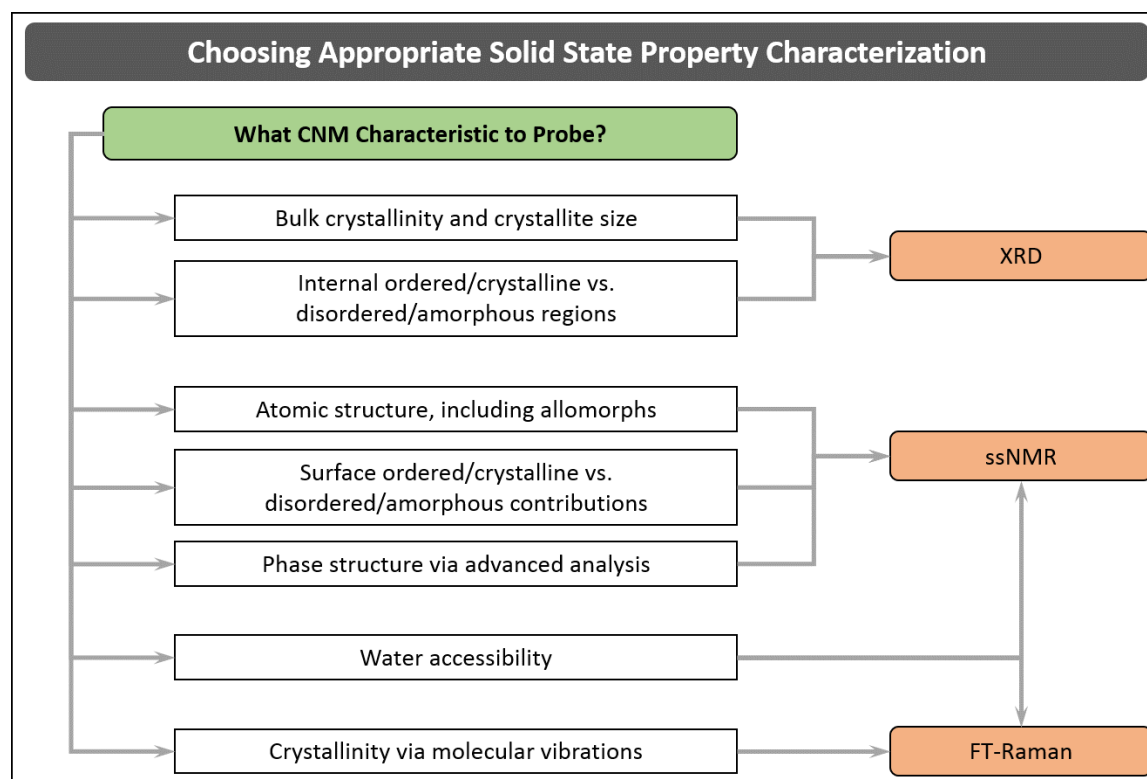 Choosing Appropriate Solid State Property Characterization
What CNM Characteristic to Probe?
Bulk crystallinity and crystallite size
XRD
Internal ordered/crystalline vs.
disordered/amorphous regions
Atomic structure, including allomorphs
ssNMR
Surface ordered/crystalline vs.
disordered/amorphous contributions
Phase structure via advanced analysis
Water accessibility
Crystallinity via molecular vibrations
FT-Raman